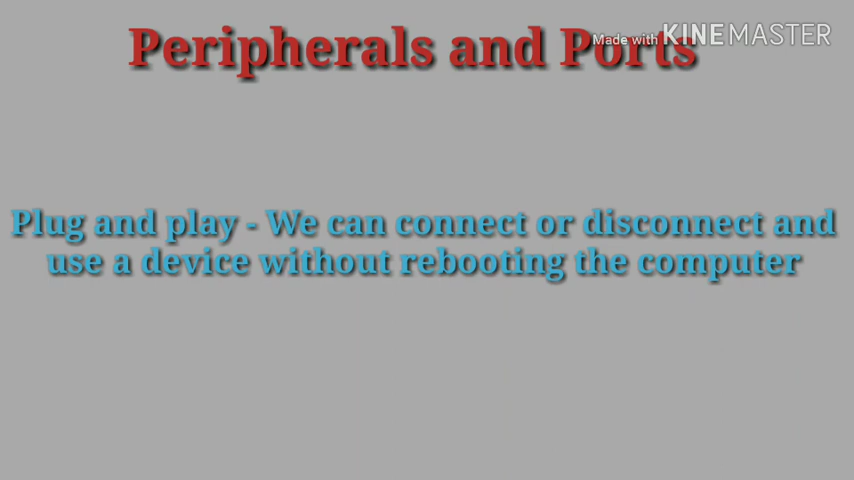 Peripherals and Ports
Made with KINEMASTER
Plug and play - We can connect or disconnect and
use a device without rebooting the computer